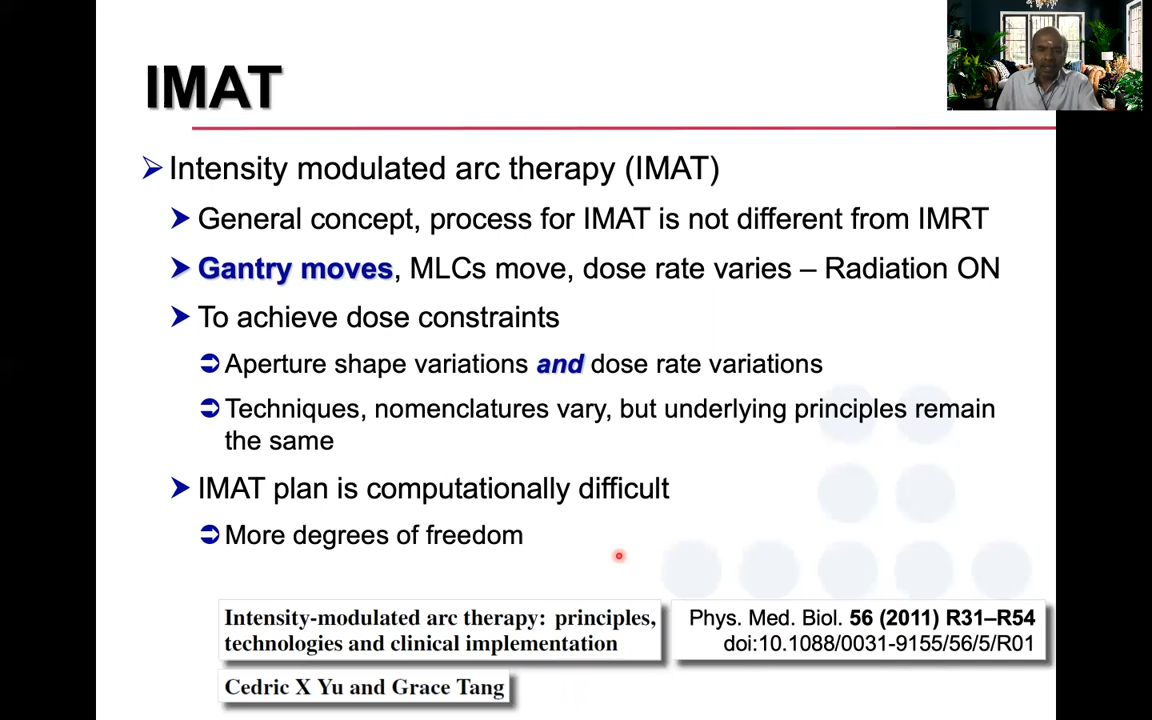 IMAT
Intensity modulated arc therapy (IMAT)
General concept, process for IMAT is not different from IMRT
Gantry moves, MLCs move, dose rate varies – Radiation ON
To achieve dose constraints
Aperture shape variations and dose rate variations
Techniques, nomenclatures vary, but underlying principles remain
the same
IMAT plan is computationally difficult
More degrees of freedom
Intensity-modulated arc therapy: principles,
technologies and clinical implementation
Phys. Med. Biol. 56 (2011) R31–R54
doi:10.1088/0031-9155/56/5/R01
Cedric X Yu and Grace Tang